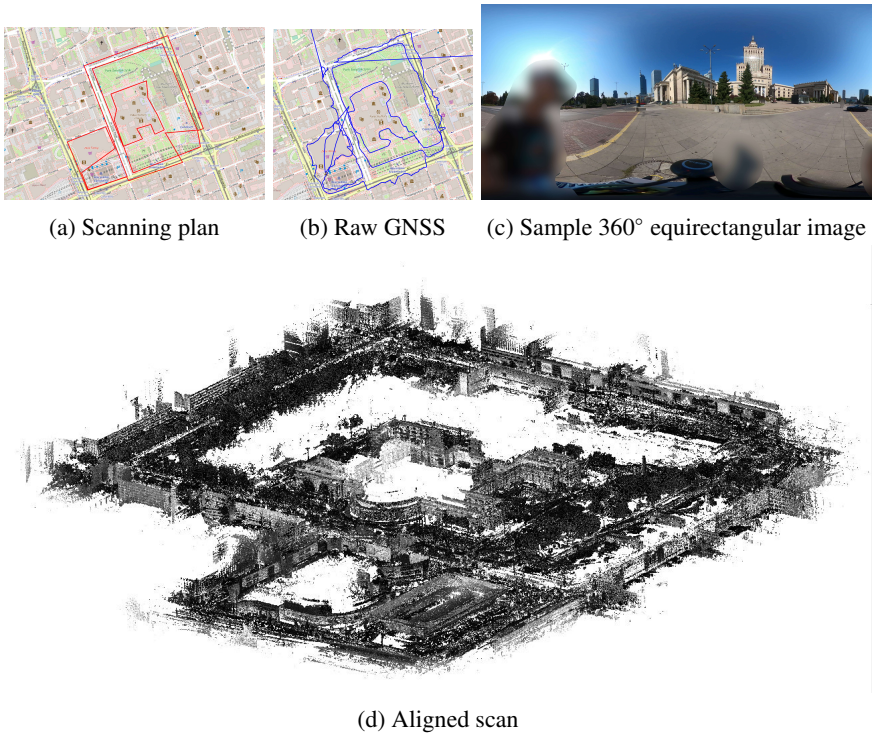 (a) Scanning plan
(b) Raw GNSS
(c) Sample 360° equirectangular image
(d) Aligned scan